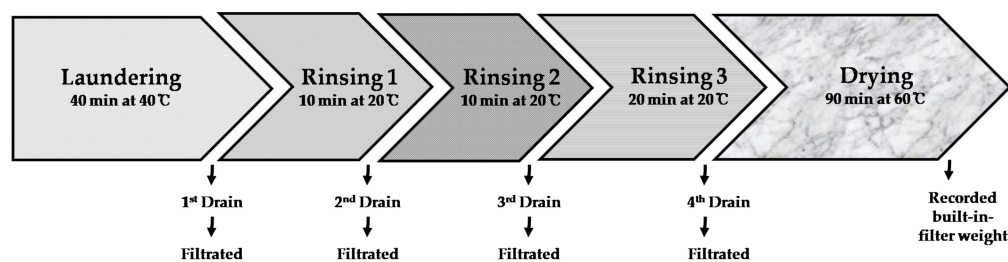 Laundering
40 min at 40℃
Rinsing 1
10 min at 20℃
Rinsing 2
10 min at 20℃
Rinsing 3
20 min at 20℃
Drying
90 min at 60℃
1st Drain
2nd Drain
3rd Drain
4th Drain
Filtrated
Filtrated
Filtrated
Filtrated
Recorded
built-in-
filter weight